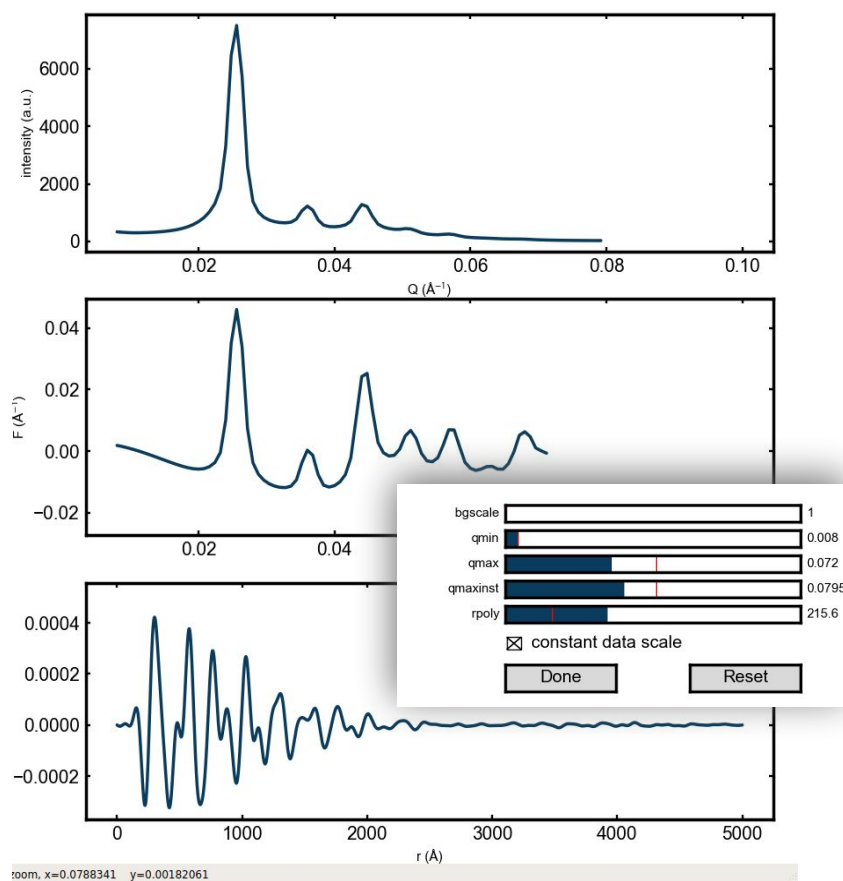 6000
4000
2000
0
intensity (a.u.)
0.02 0.04 0.06 0.08 0.10
Q (Å⁻¹)
0.04
0.02
0.00
−0.02
F (Å⁻¹)
0.02 0.04
bgscale 1
qmin 0.008
qmax 0.072
qmaxinst 0.0795
rpoly 215.6
constant data scale
Done Reset
0.0004
0.0002
0.0000
−0.0002
0 1000 2000 3000 4000 5000
r (Å)
zoom, x=0.0788341 y=0.00182061